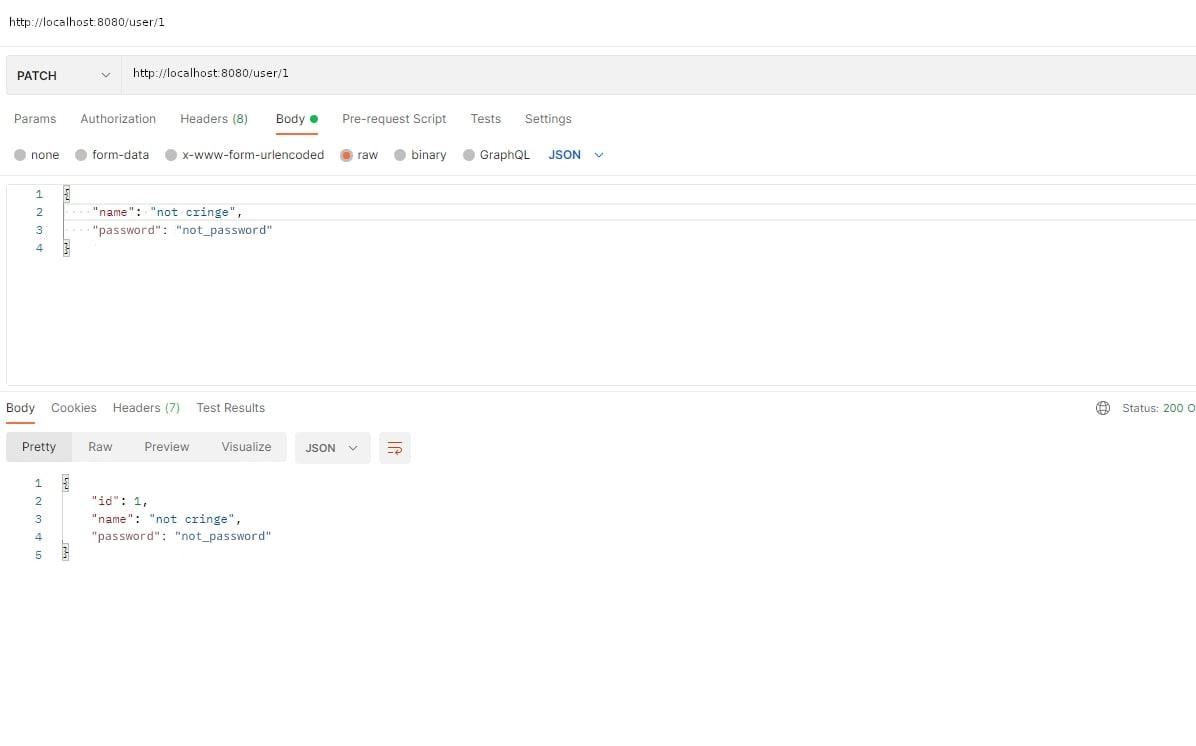 http://localhost:8080/user/1
PATCH http://localhost:8080/user/1
Params Authorization Headers (8) Body Pre-request Script Tests Settings
none form-data x-www-form-urlencoded raw binary GraphQL JSON
1 {
2 "name": "not cringe",
3 "password": "not_password"
4 }
Body Cookies Headers (7) Test Results Status: 200 O
Pretty Raw Preview Visualize JSON
1 {
2 "id": 1,
3 "name": "not cringe",
4 "password": "not_password"
5 }